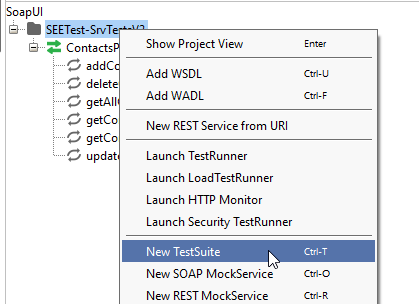 SoapUI
SEETest-SrvTestsV2
ContactsP
Show Project View Enter
addCo
Add WSDL Ctrl-U
delete
Add WADL Ctrl-F
getAllC
getCo
New REST Service from URI
getCo
update
Launch TestRunner
Launch LoadTestRunner
Launch HTTP Monitor
Launch Security TestRunner
New TestSuite Ctrl-T
New SOAP MockService Ctrl-O
New REST MockService Ctrl-R